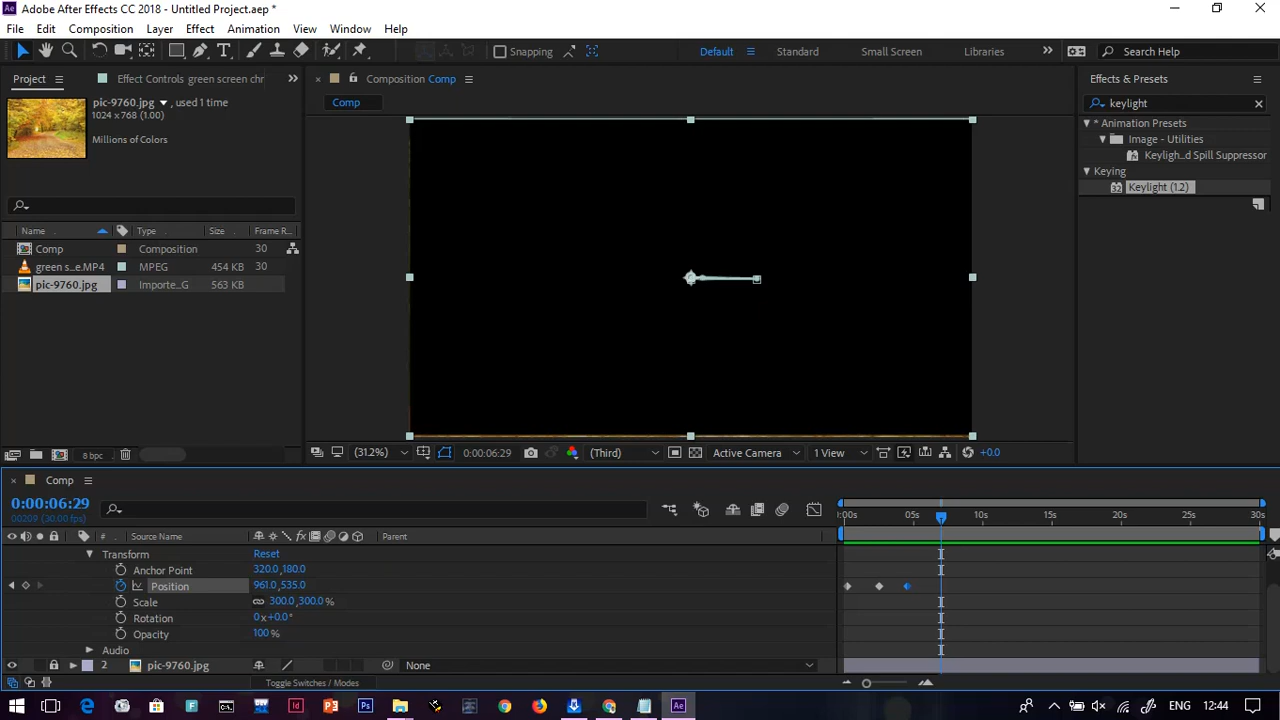 Adobe After Effects CC 2018 - Untitled Project.aep *
File Edit Composition Layer Effect Animation View Window Help
Snapping Default Standard Small Screen Libraries Search Help
Project Effect Controls green screen chr Composition Comp Effects & Presets
pic-9760.jpg , used 1 time
1024 x 768 (1.00)
Millions of Colors
Comp
keylight
* Animation Presets
Image - Utilities
Keyligh...d Spill Suppressor
Keying
Keylight (1.2)
Name Type Size Frame R...
Comp Composition 30
green s...e.MP4 MPEG 454 KB 30
pic-9760.jpg Importe...G 563 KB
8 bpc (31.2%) 0:00:06:29 (Third) Active Camera 1 View +0.0
Comp
0:00:06:29
00209 (30.00 fps)
:00s 05s 10s 15s 20s 25s 30s
# Source Name Parent
Transform Reset
Anchor Point 320.0,180.0
Position 961.0,535.0
Scale 300.0,300.0 %
Rotation 0x+0.0°
Opacity 100 %
Audio
2 pic-9760.jpg None
Toggle Switches / Modes
ENG 12:44